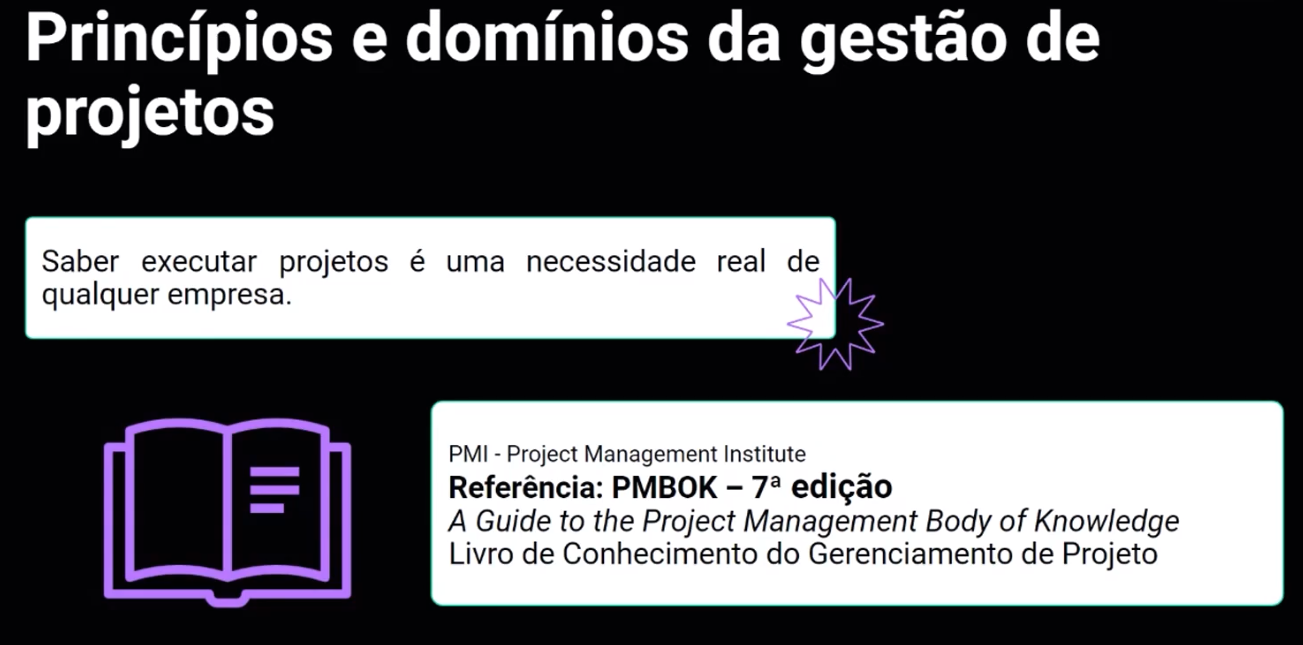 Princípios e domínios da gestão de
projetos
Saber executar projetos é uma necessidade real de
qualquer empresa.
PMI - Project Management Institute
Referência: PMBOK – 7ª edição
A Guide to the Project Management Body of Knowledge
Livro de Conhecimento do Gerenciamento de Projeto